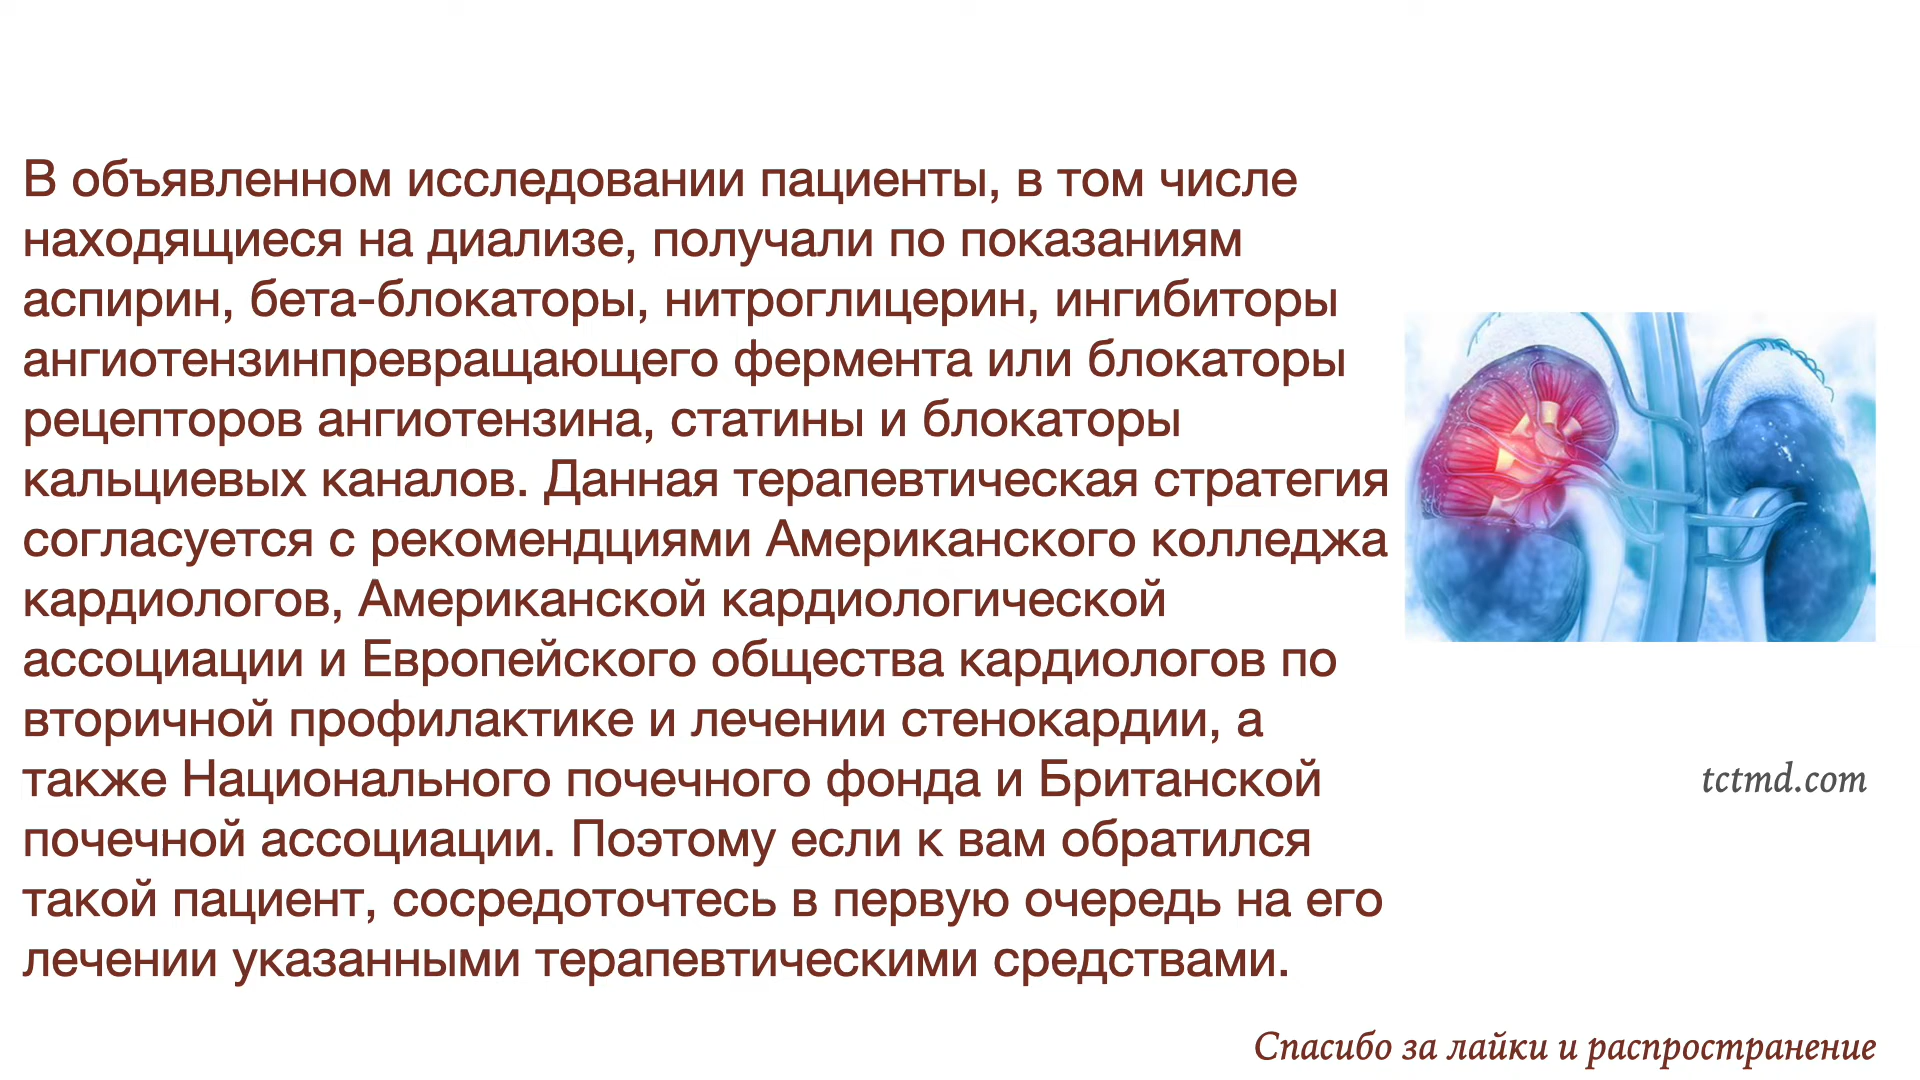 В объявленном исследовании пациенты, в том числе
находящиеся на диализе, получали по показаниям
аспирин, бета-блокаторы, нитроглицерин, ингибиторы
ангиотензинпревращающего фермента или блокаторы
рецепторов ангиотензина, статины и блокаторы
кальциевых каналов. Данная терапевтическая стратегия
согласуется с рекомендциями Американского колледжа
кардиологов, Американской кардиологической
ассоциации и Европейского общества кардиологов по
вторичной профилактике и лечении стенокардии, а
также Национального почечного фонда и Британской
почечной ассоциации. Поэтому если к вам обратился
такой пациент, сосредоточтесь в первую очередь на его
лечении указанными терапевтическими средствами.
tctmd.com
Спасибо за лайки и распространение